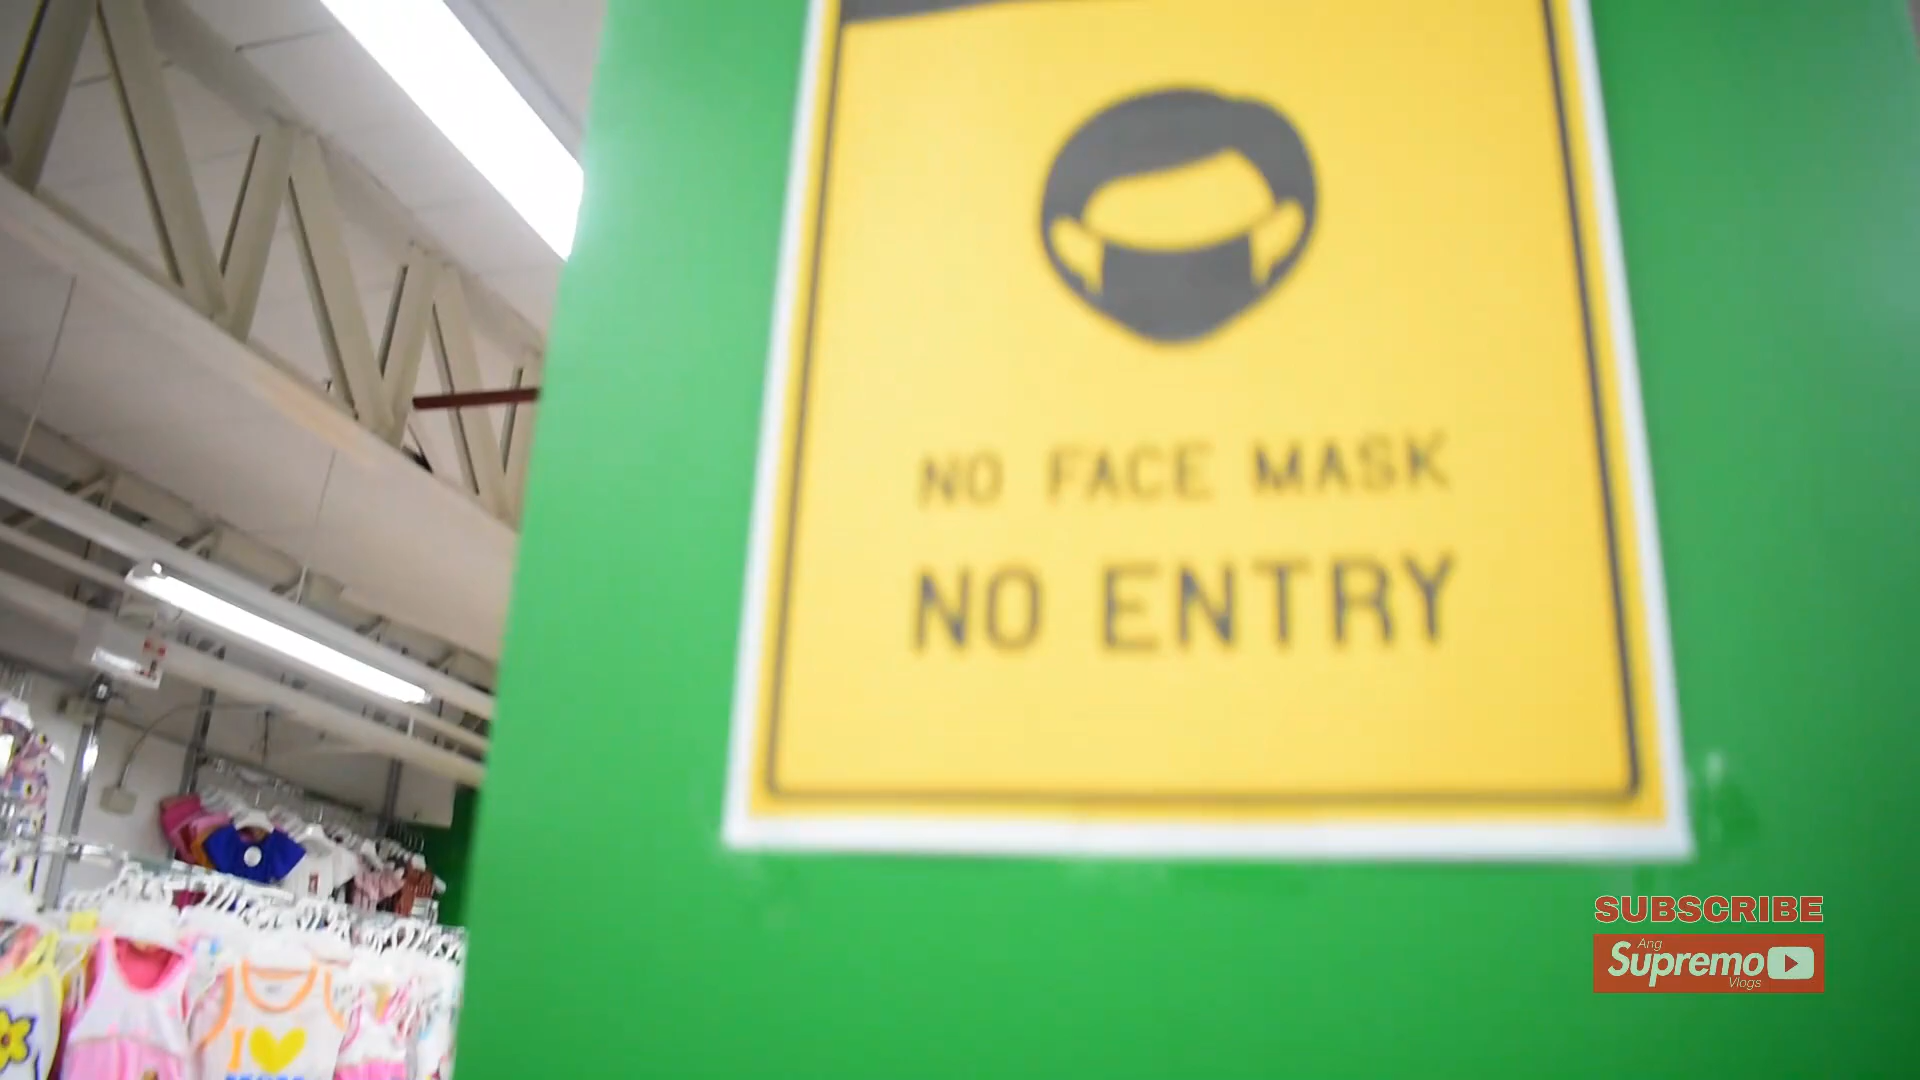 NO FACE MASK
NO ENTRY
SUBSCRIBE
Ang
Supremo
Vlogs
I